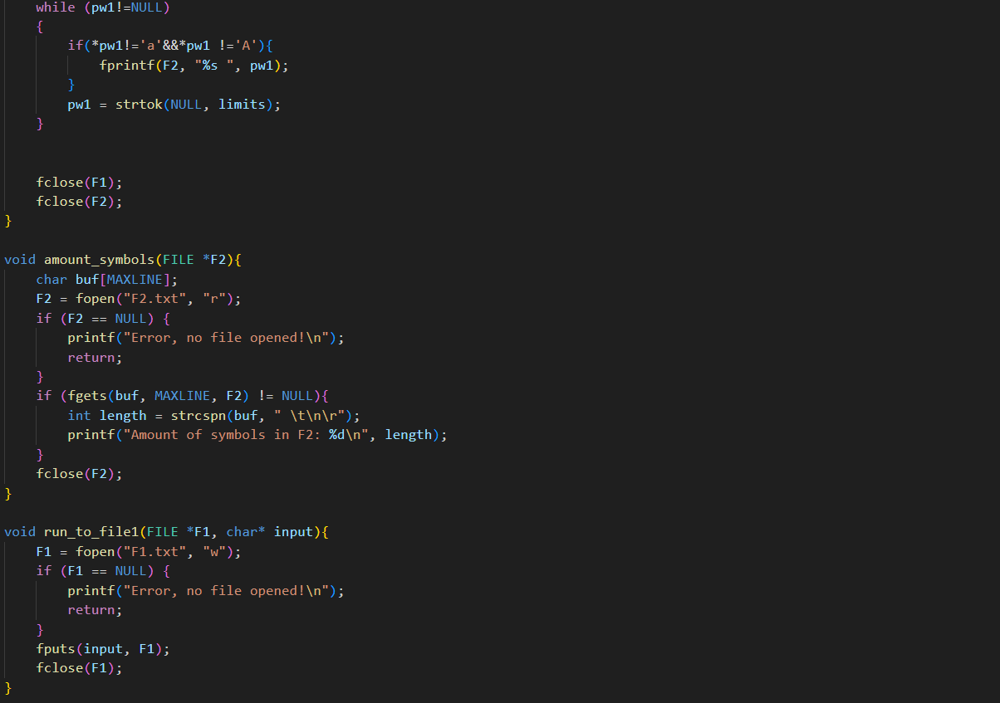 while (pw1!=NULL)
{
if(*pw1!='a'&&*pw1 !='A'){
fprintf(F2, "%s ", pw1);
}
pw1 = strtok(NULL, limits);
}
fclose(F1);
fclose(F2);
}
void amount_symbols(FILE *F2){
char buf[MAXLINE];
F2 = fopen("F2.txt", "r");
if (F2 == NULL) {
printf("Error, no file opened!\n");
return;
}
if (fgets(buf, MAXLINE, F2) != NULL){
int length = strcspn(buf, " \t\n\r");
printf("Amount of symbols in F2: %d\n", length);
}
fclose(F2);
}
void run_to_file1(FILE *F1, char* input){
F1 = fopen("F1.txt", "w");
if (F1 == NULL) {
printf("Error, no file opened!\n");
return;
}
fputs(input, F1);
fclose(F1);
}